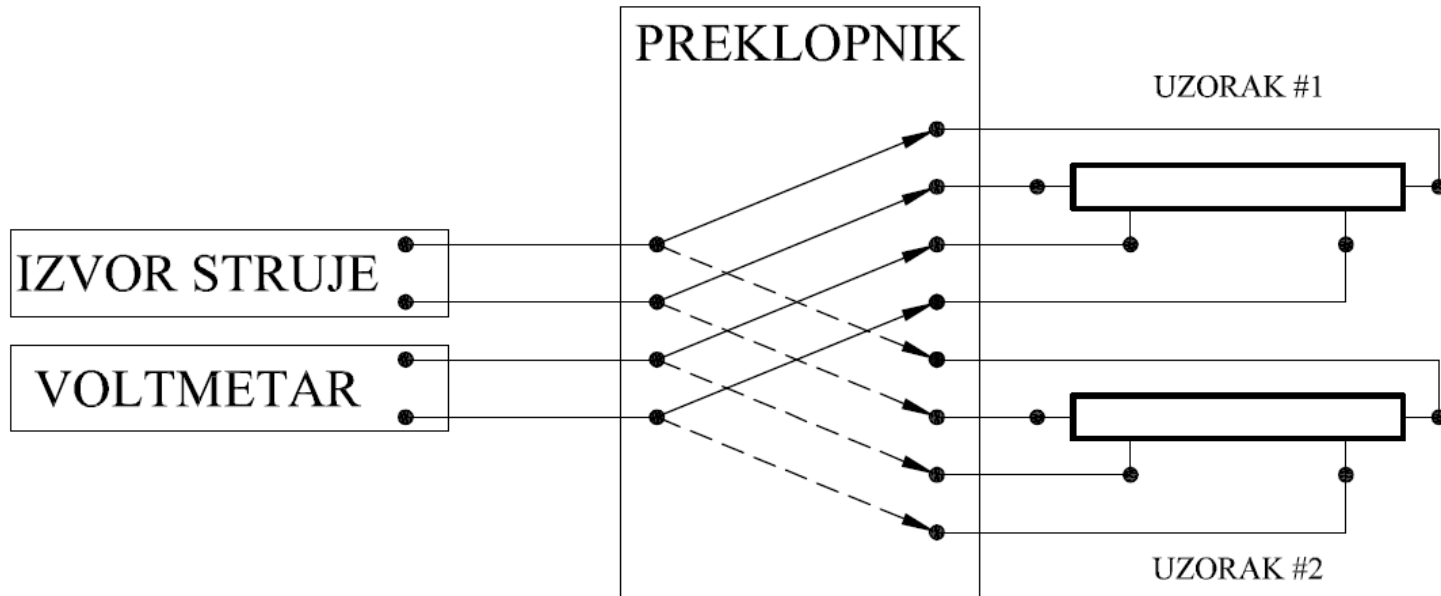 PREKLOPNIK
UZORAK #1
IZVOR STRUJE
VOLTMETAR
UZORAK #2